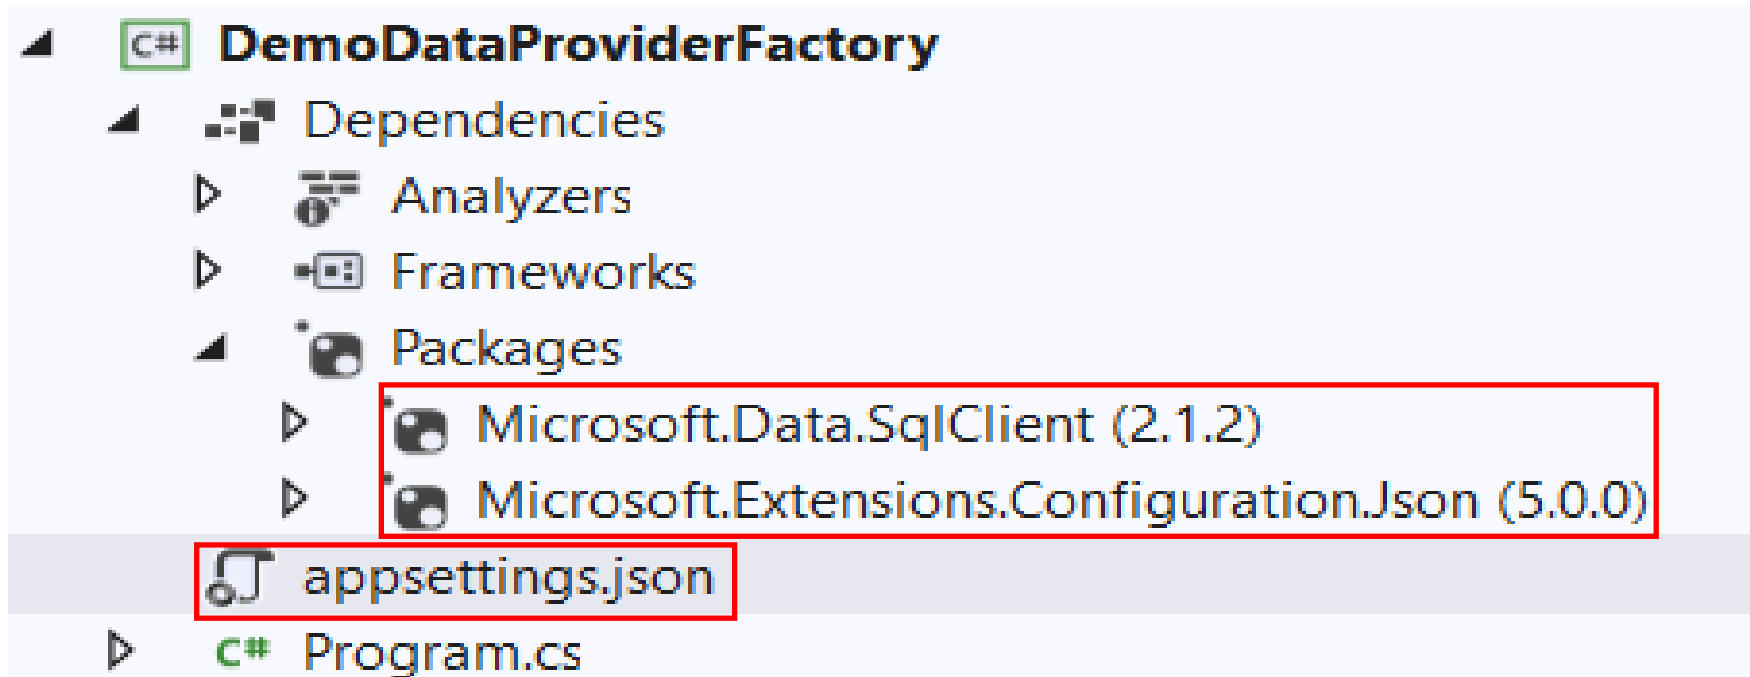 C# DemoDataProviderFactory
Dependencies
Analyzers
Frameworks
Packages
Microsoft.Data.SqlClient (2.1.2)
Microsoft.Extensions.Configuration.Json (5.0.0)
appsettings.json
C# Program.cs